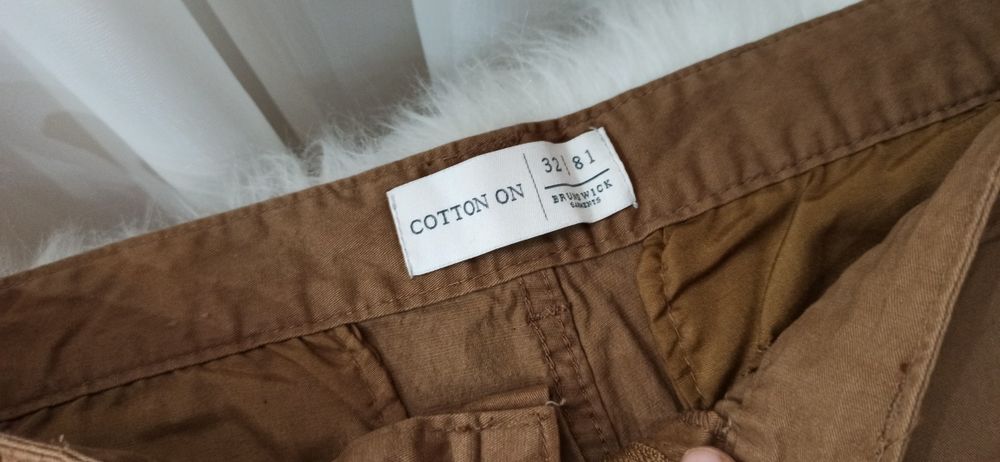 COTTON ON
32|81
BRUNSWICK
GARMENTS